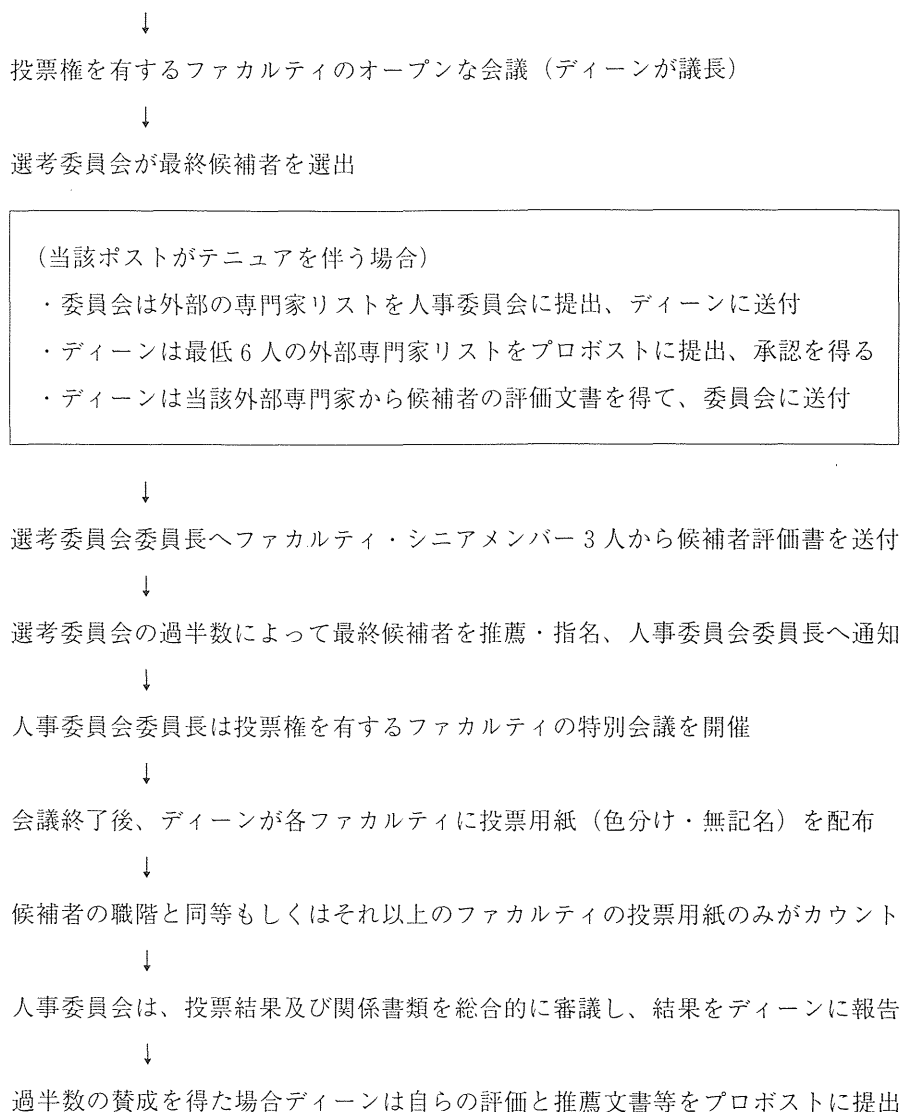 ↓
投票権を有するファカルティのオープンな会議（ディーンが議長）
↓
選考委員会が最終候補者を選出
（当該ポストがテニュアを伴う場合）
・委員会は外部の専門家リストを人事委員会に提出、ディーンに送付
・ディーンは最低6人の外部専門家リストをプロボストに提出、承認を得る
・ディーンは当該外部専門家から候補者の評価文書を得て、委員会に送付
↓
選考委員会委員長へファカルティ・シニアメンバー3人から候補者評価書を送付
↓
選考委員会の過半数によって最終候補者を推薦・指名、人事委員会委員長へ通知
↓
人事委員会委員長は投票権を有するファカルティの特別会議を開催
↓
会議終了後、ディーンが各ファカルティに投票用紙（色分け・無記名）を配布
↓
候補者の職階と同等もしくはそれ以上のファカルティの投票用紙のみがカウント
↓
人事委員会は、投票結果及び関係書類を総合的に審議し、結果をディーンに報告
↓
過半数の賛成を得た場合ディーンは自らの評価と推薦文書等をプロボストに提出